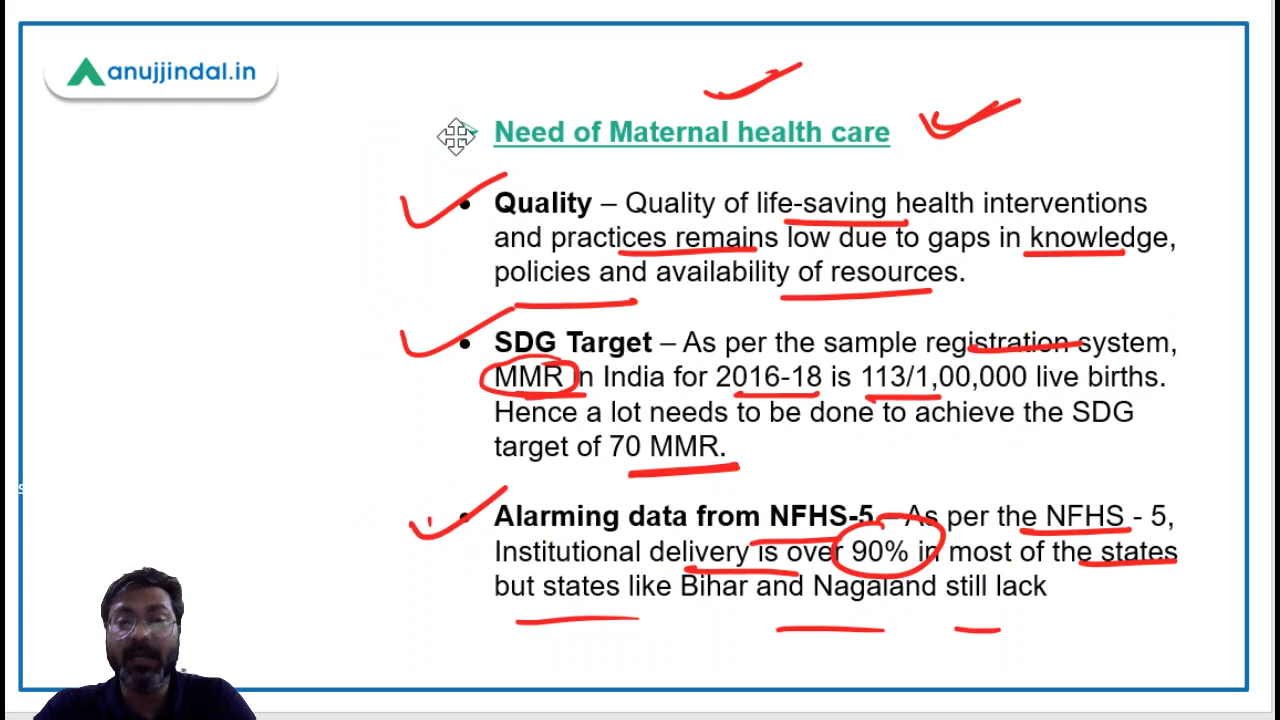 anujjindal.in
Need of Maternal health care
Quality – Quality of life-saving health interventions
and practices remains low due to gaps in knowledge,
policies and availability of resources.
SDG Target – As per the sample registration system,
MMR in India for 2016-18 is 113/1,00,000 live births.
Hence a lot needs to be done to achieve the SDG
target of 70 MMR.
Alarming data from NFHS-5 – As per the NFHS - 5,
Institutional delivery is over 90% in most of the states
but states like Bihar and Nagaland still lack